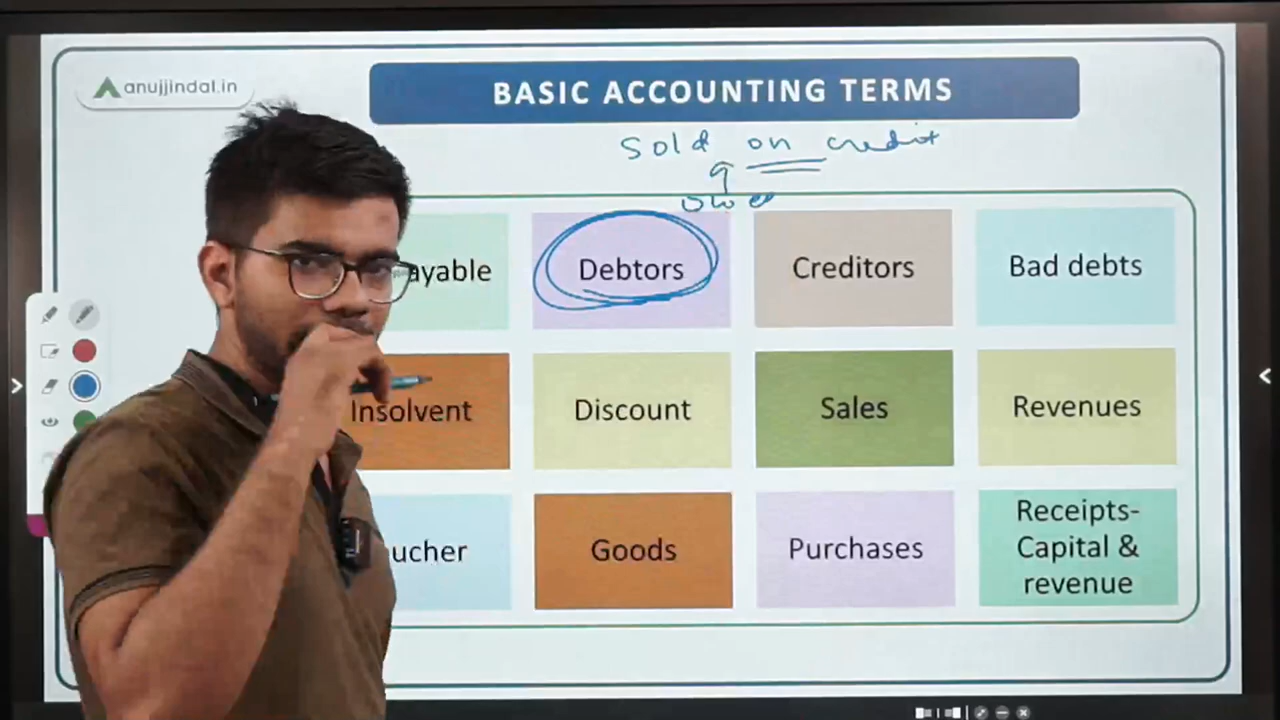 anujjindal.in
BASIC ACCOUNTING TERMS
Sold on credit
owes
ayable
Debtors
Creditors
Bad debts
Insolvent
Discount
Sales
Revenues
ucher
Goods
Purchases
Receipts-
Capital &
revenue